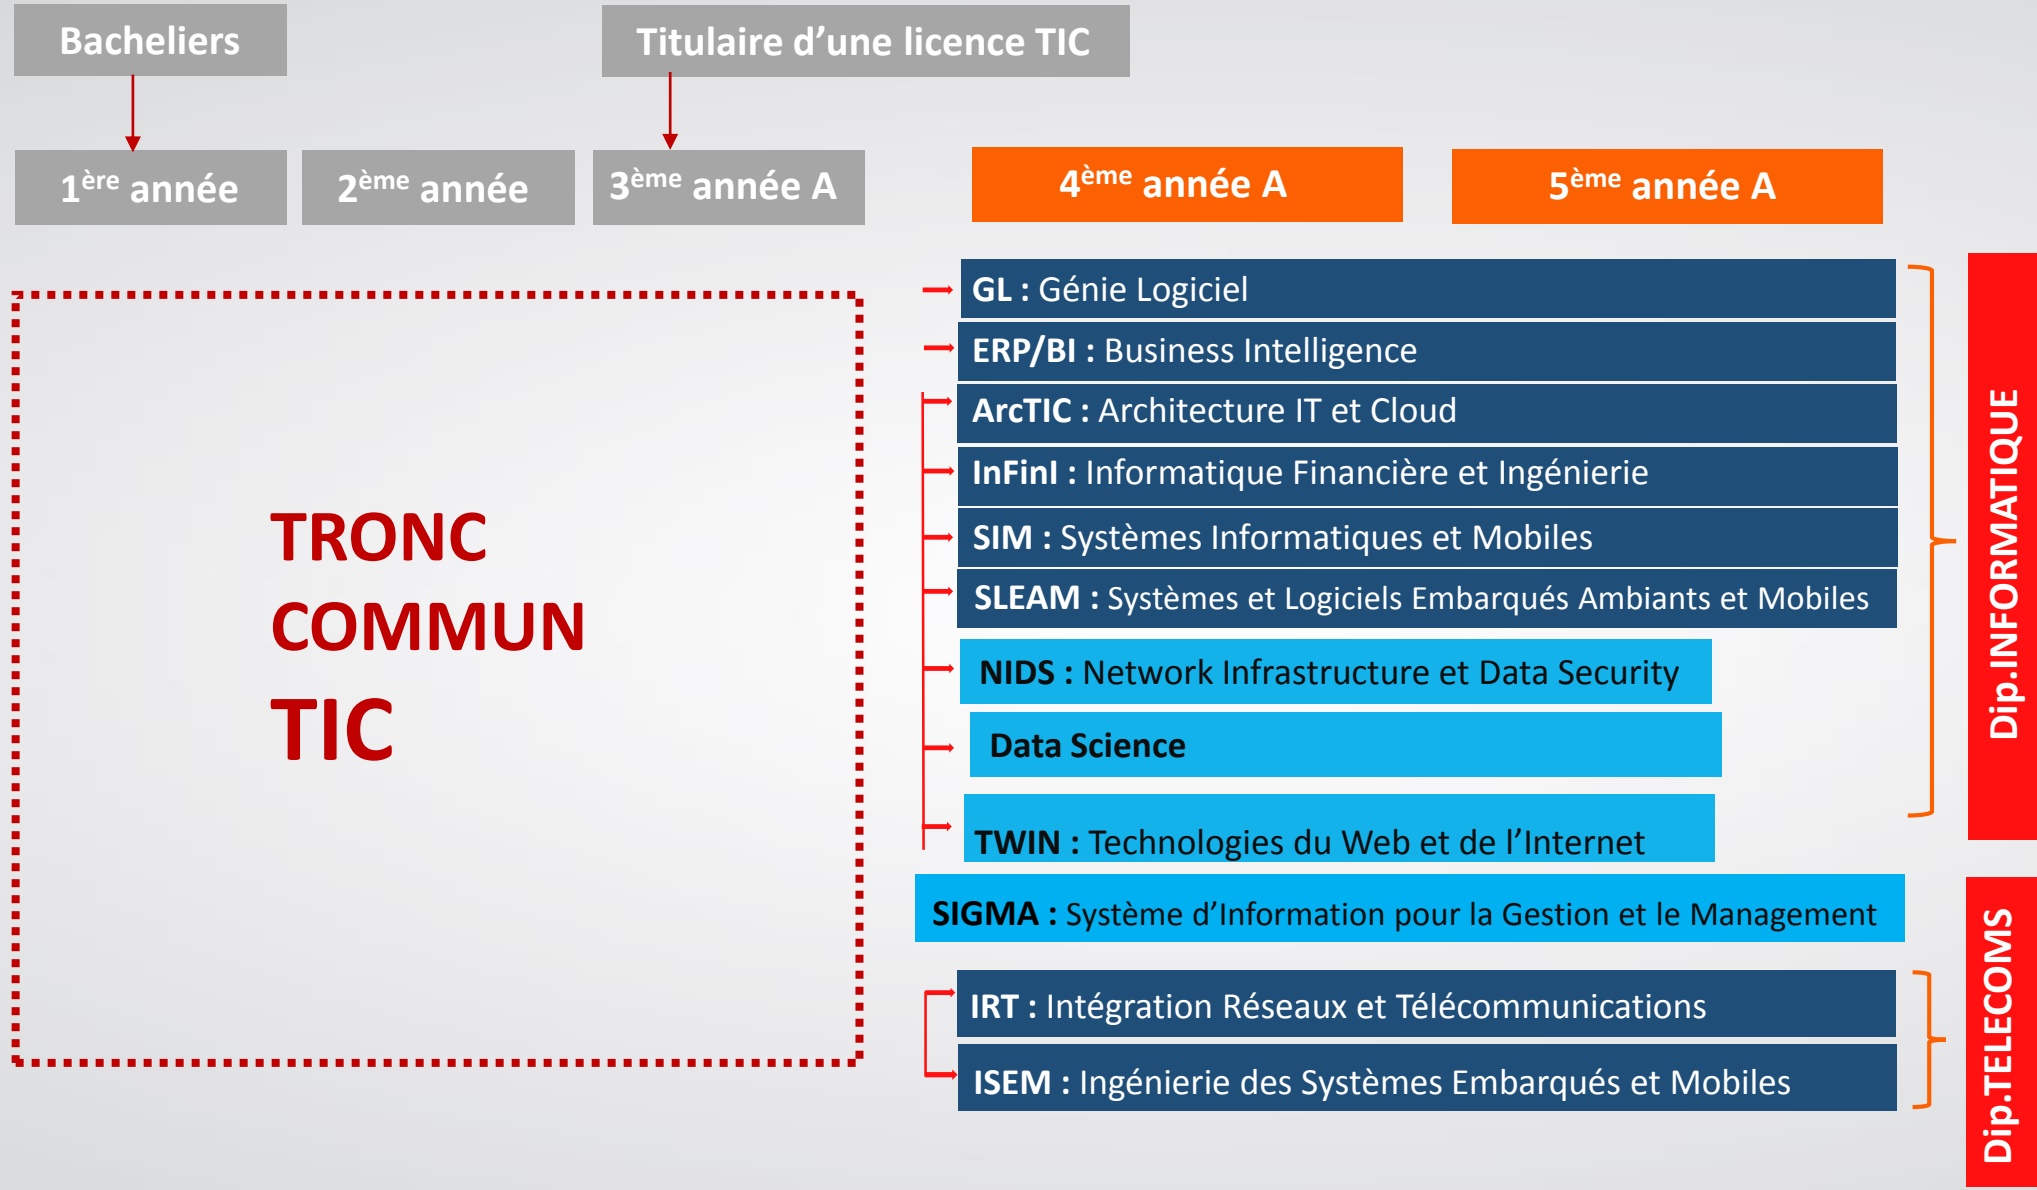 Bacheliers
Titulaire d’une licence TIC
1ère année
2ème année
3ème année A
4ème année A
5ème année A
TRONC
COMMUN
TIC
GL : Génie Logiciel
ERP/BI : Business Intelligence
ArcTIC : Architecture IT et Cloud
InFinI : Informatique Financière et Ingénierie
SIM : Systèmes Informatiques et Mobiles
SLEAM : Systèmes et Logiciels Embarqués Ambiants et Mobiles
NIDS : Network Infrastructure et Data Security
Data Science
TWIN : Technologies du Web et de l’Internet
SIGMA : Système d’Information pour la Gestion et le Management
IRT : Intégration Réseaux et Télécommunications
ISEM : Ingénierie des Systèmes Embarqués et Mobiles
Dip.INFORMATIQUE
Dip.TELECOMS